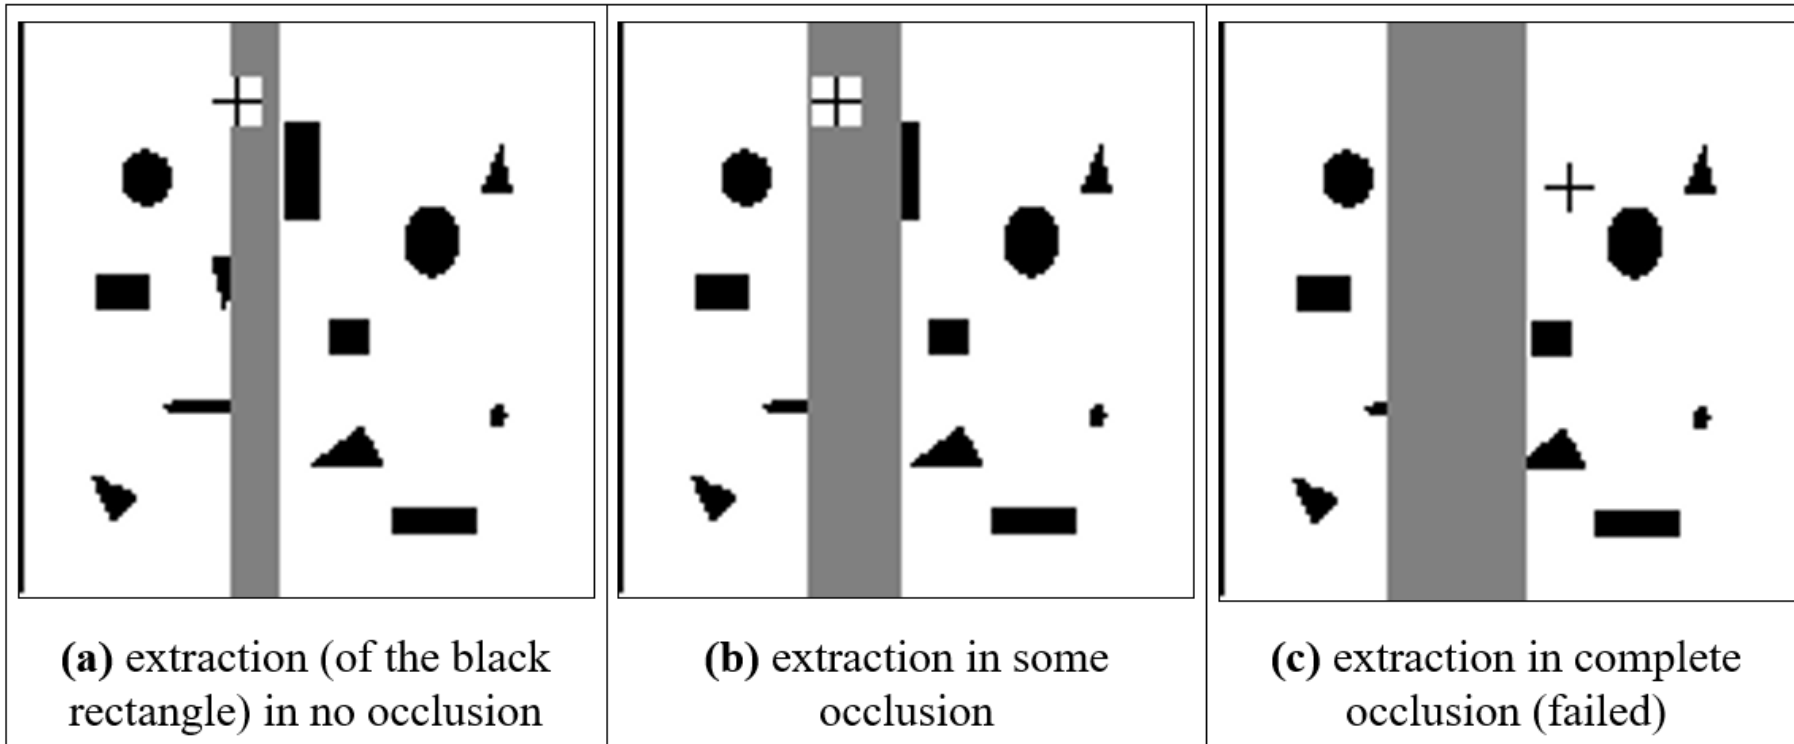 (a) extraction (of the black
rectangle) in no occlusion
(b) extraction in some
occlusion
(c) extraction in complete
occlusion (failed)